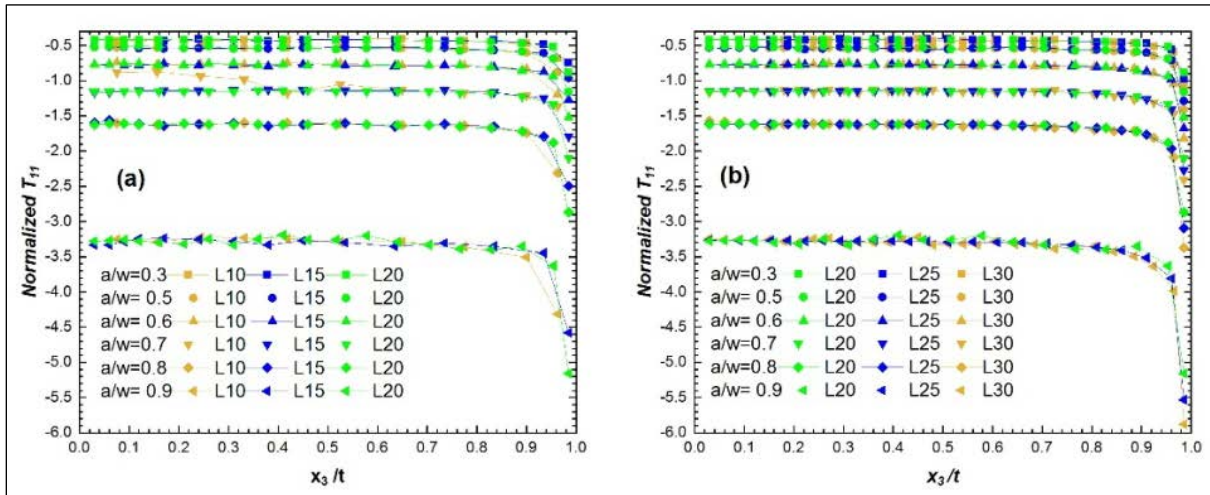 -0.5
-1.0
-1.5
-2.0
-2.5
-3.0
-3.5
-4.0
-4.5
-5.0
-5.5
-6.0
Normalized T11
(a)
a/w=0.3 L10 L15 L20
a/w= 0.5 L10 L15 L20
a/w= 0.6 L10 L15 L20
a/w= 0.7 L10 L15 L20
a/w= 0.8 L10 L15 L20
a/w= 0.9 L10 L15 L20
0.0 0.1 0.2 0.3 0.4 0.5 0.6 0.7 0.8 0.9 1.0
x3 /t
-0.5
-1.0
-1.5
-2.0
-2.5
-3.0
-3.5
-4.0
-4.5
-5.0
-5.5
-6.0
Normalized T11
(b)
a/w=0.3 L20 L25 L30
a/w= 0.5 L20 L25 L30
a/w= 0.6 L20 L25 L30
a/w= 0.7 L20 L25 L30
a/w= 0.8 L20 L25 L30
a/w= 0.9 L20 L25 L30
0.0 0.1 0.2 0.3 0.4 0.5 0.6 0.7 0.8 0.9 1.0
x3 /t